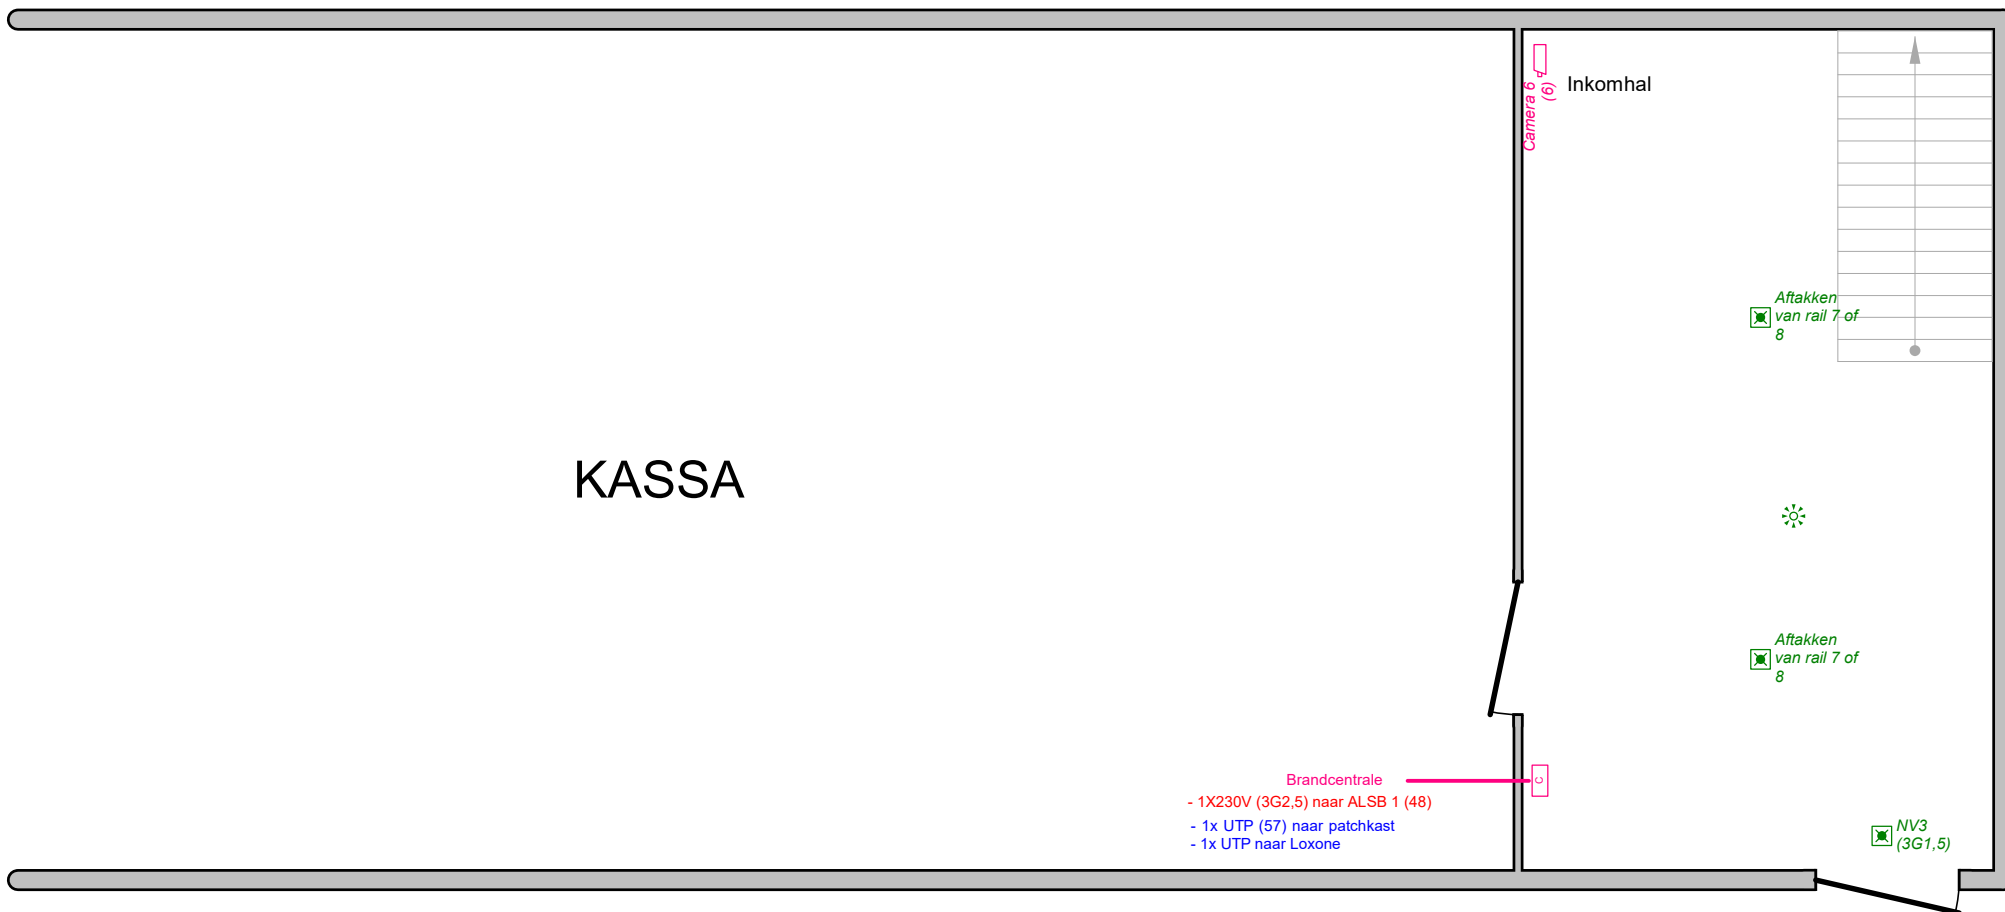 Camera 6
(6)
Inkomhal
Aftakken
van rail 7 of
8
KASSA
Aftakken
van rail 7 of
8
Brandcentrale
C
- 1X230V (3G2,5) naar ALSB 1 (48)
- 1x UTP (57) naar patchkast
- 1x UTP naar Loxone
NV3
(3G1,5)